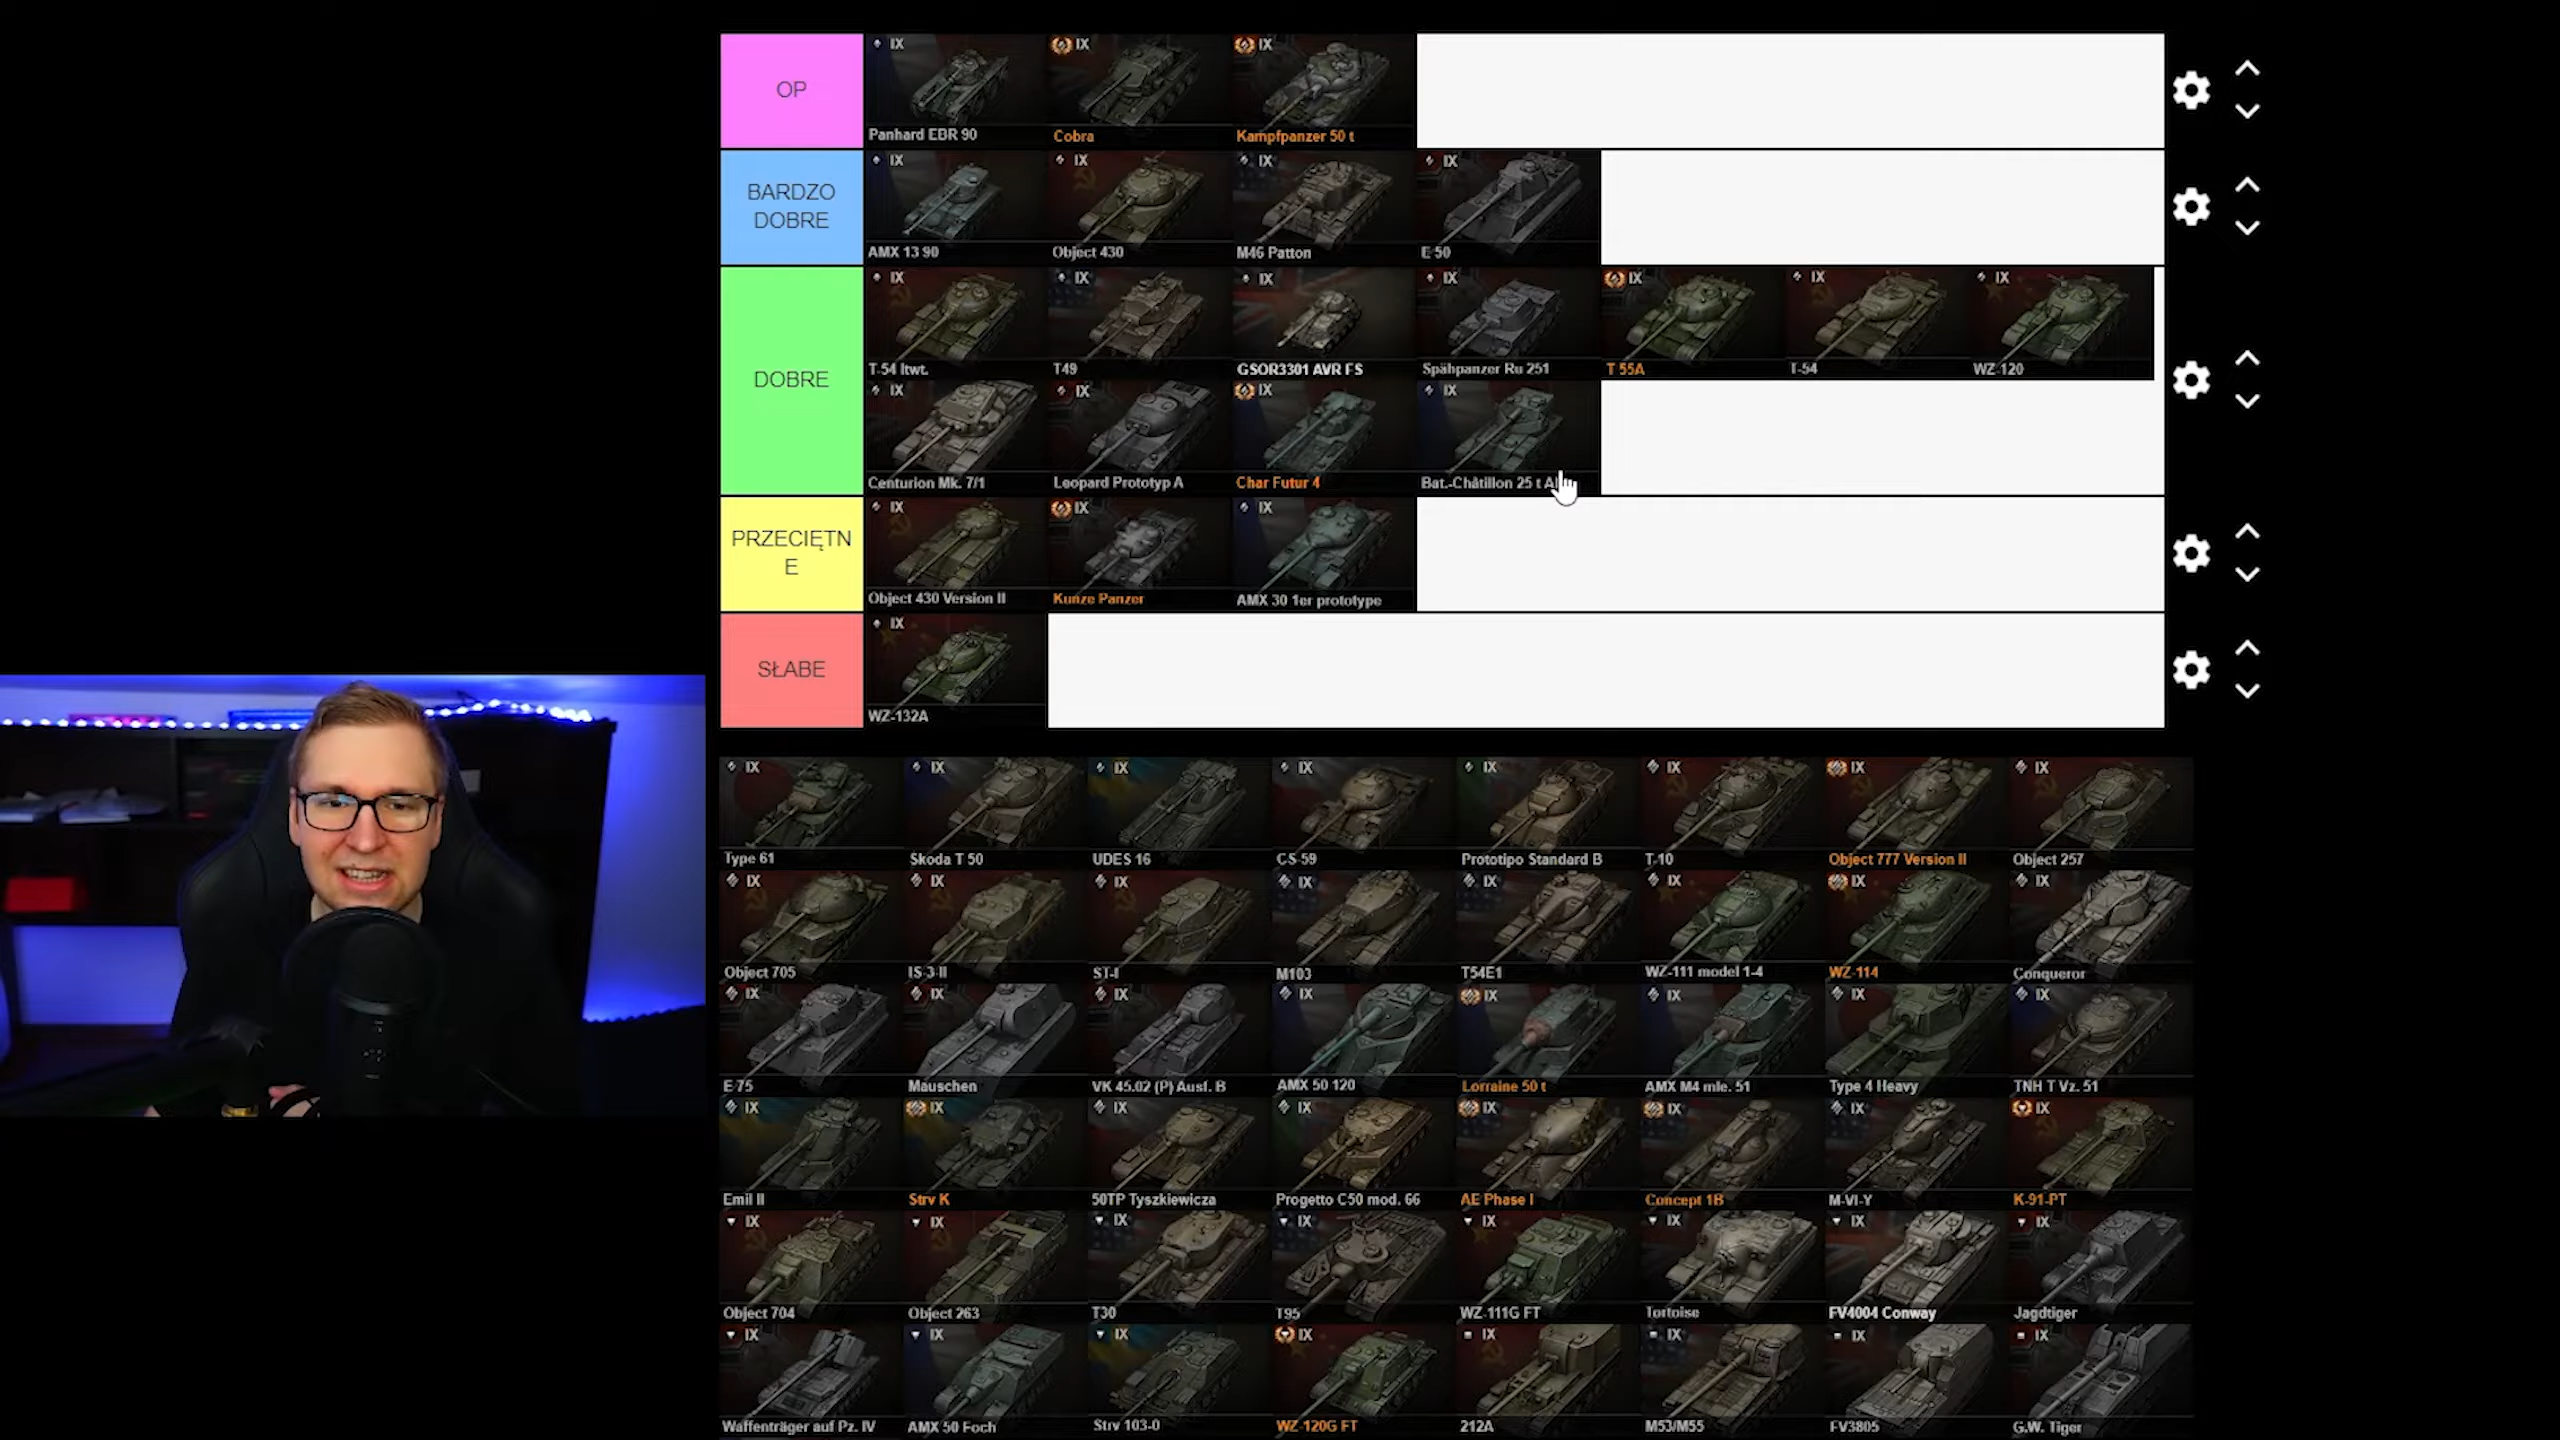 OP
IX IX IX
Panhard EBR 90 Cobra Kampfpanzer 50 t
BARDZO
DOBRE
IX IX IX IX
AMX 13 90 Object 430 M46 Patton E 50
DOBRE
IX IX IX IX IX IX IX
T-54 ltwt. T49 GSOR3301 AVR FS Spähpanzer Ru 251 T 55A T-54 WZ-120
IX IX IX IX
Centurion Mk. 7/1 Leopard Prototyp A Char Futur 4 Bat.-Châtillon 25 t
PRZECIĘTN
E
IX IX IX
Object 430 Version II Kunze Panzer AMX 30 1er prototype
SŁABE
IX
WZ-132A
IX IX IX IX IX IX IX IX
Type 61 Škoda T 50 UDES 16 CS-59 Prototipo Standard B T-10 Object 777 Version II Object 257
IX IX IX IX IX IX IX IX
Object 705 IS-3-II ST-I M103 T54E1 WZ-111 model 1-4 WZ-114 Conqueror
IX IX IX IX IX IX IX IX
E 75 Mauschen VK 45.02 (P) Ausf. B AMX 50 120 Lorraine 50 t AMX M4 mle. 51 Type 4 Heavy TNH T Vz. 51
IX IX IX IX IX IX IX IX
Emil II Strv K 50TP Tyszkiewicza Progetto C50 mod. 66 AE Phase I Concept 1B M-VI-Y K-91-PT
IX IX IX IX IX IX IX IX
Object 704 Object 263 T30 T95 WZ-111G FT Tortoise FV4004 Conway Jagdtiger
IX IX IX IX IX IX IX IX
Waffenträger auf Pz. IV AMX 50 Foch Strv 103-0 WZ-120G FT 212A M53/M55 FV3805 G.W. Tiger